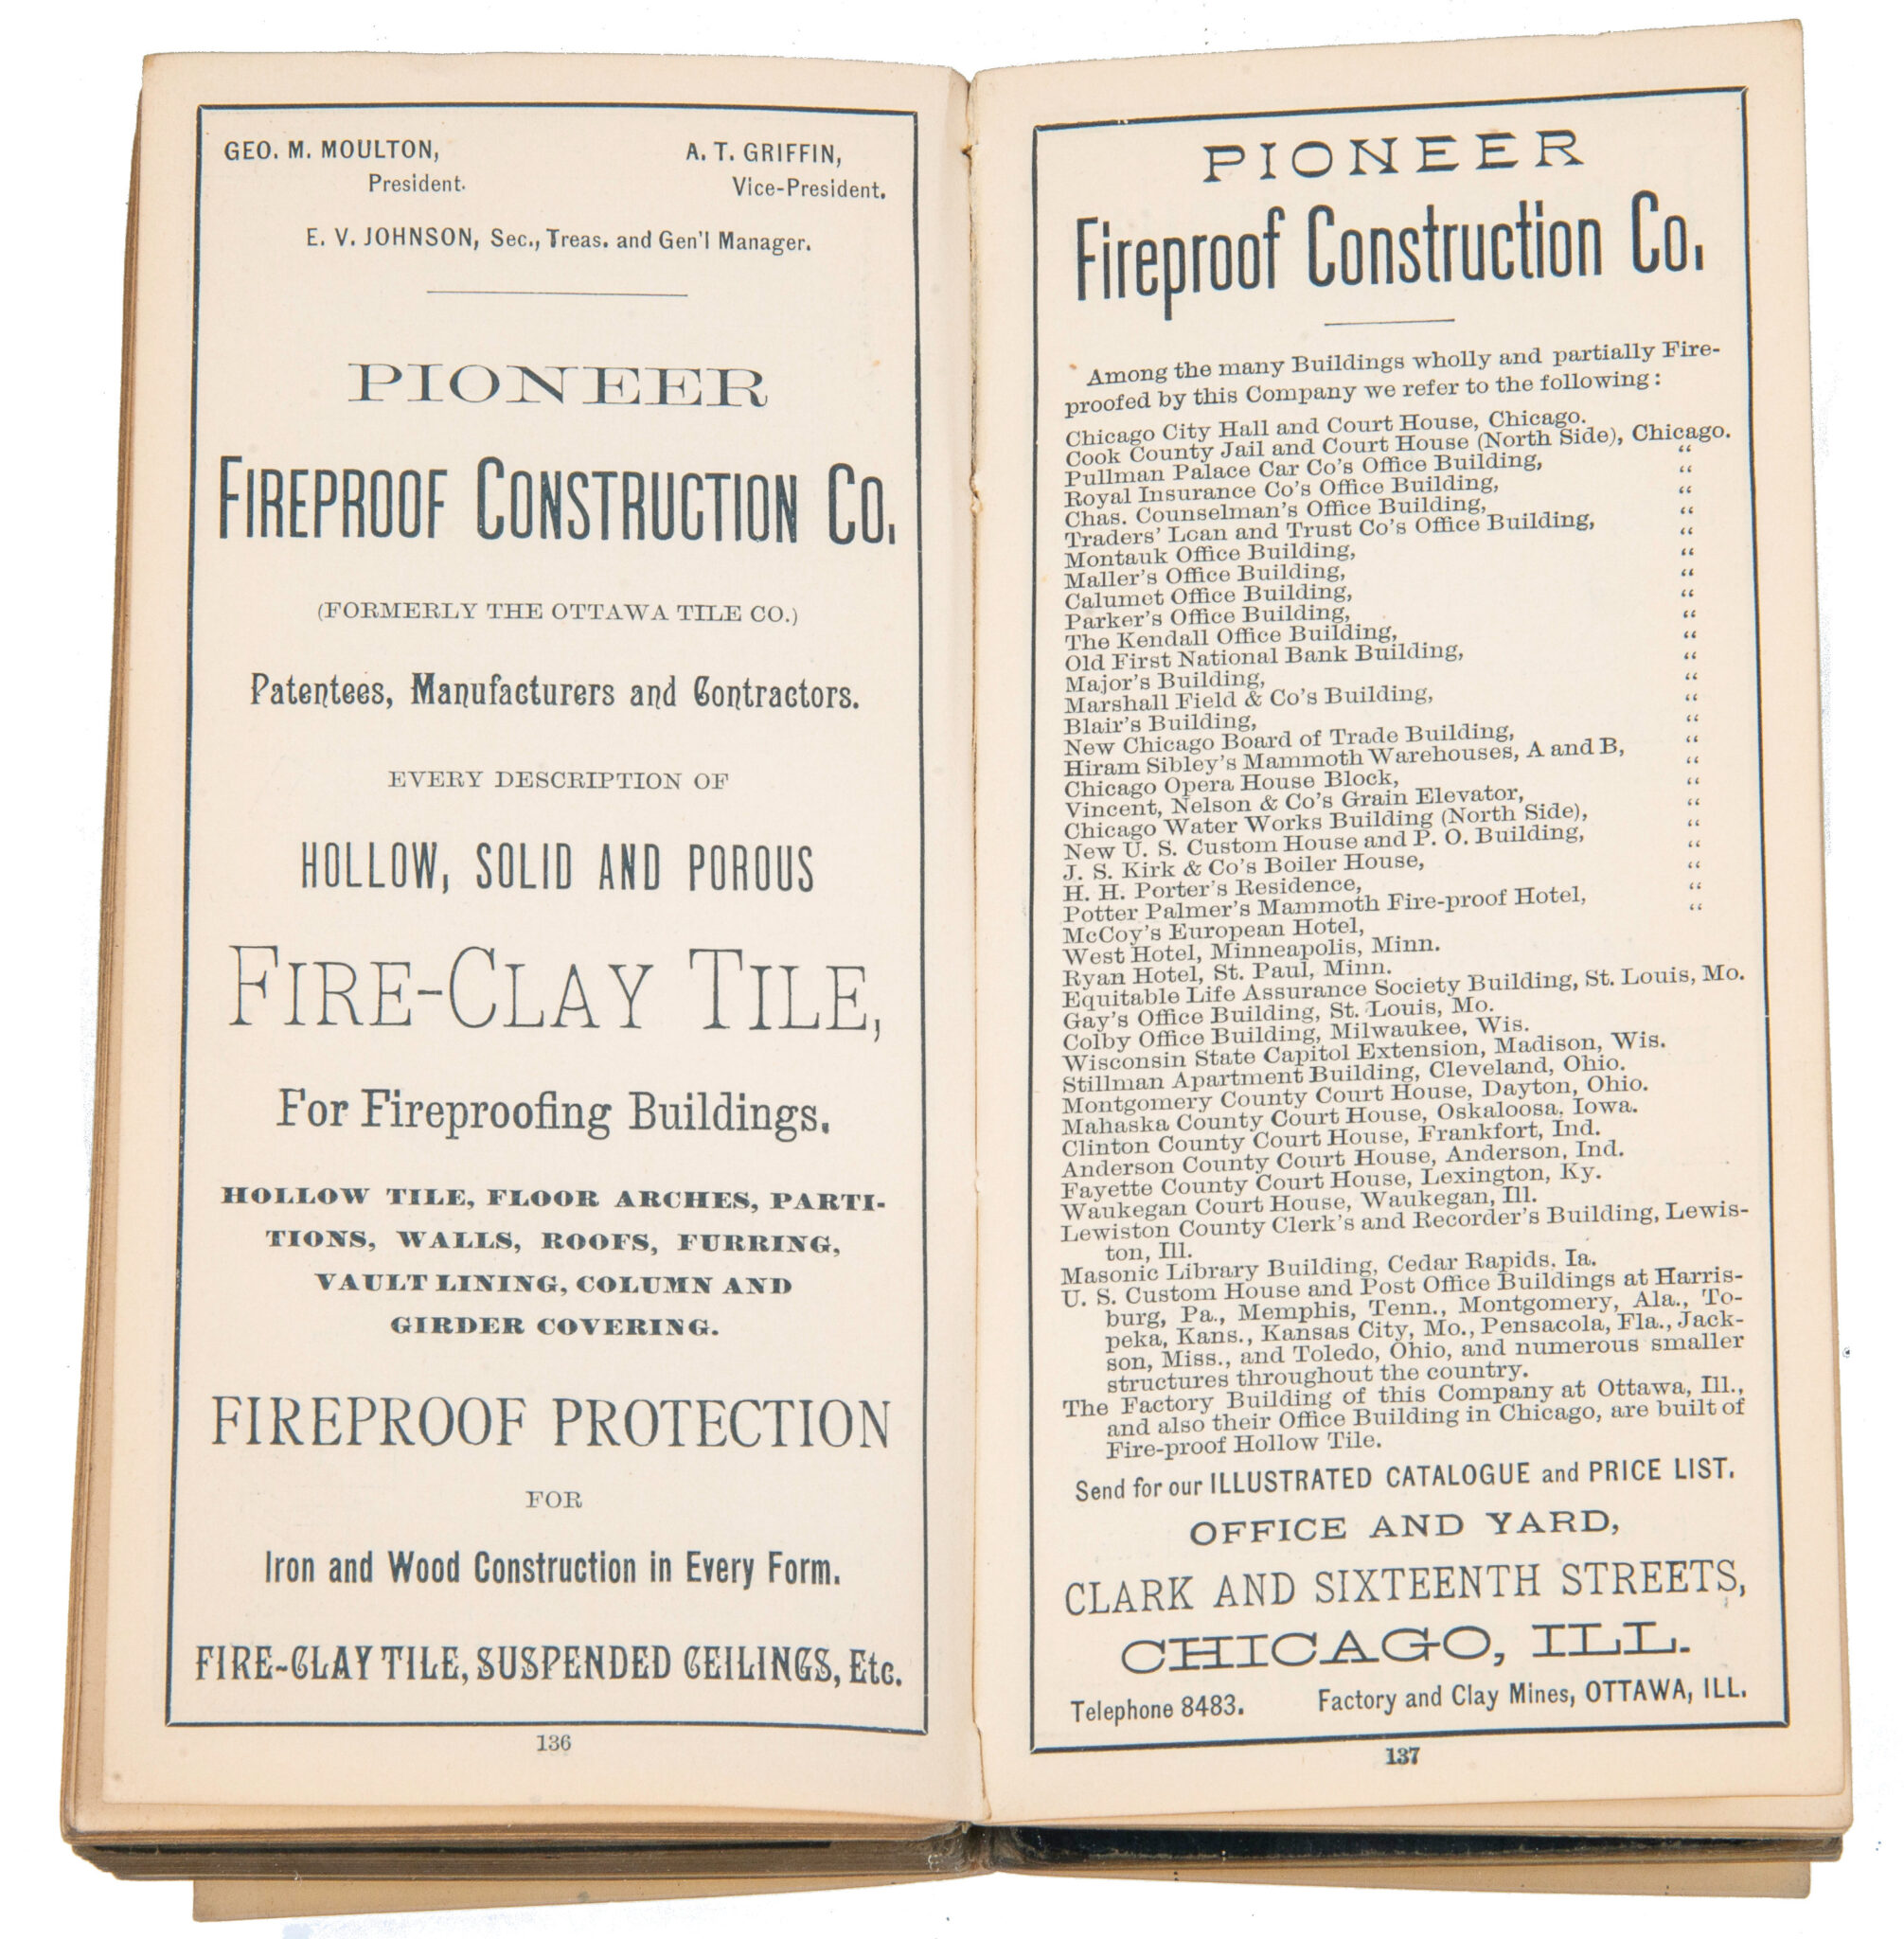 GEO. M. MOULTON,
President.
A. T. GRIFFIN,
Vice-President.
E. V. JOHNSON, Sec., Treas. and Gen'l Manager.
PIONEER
FIREPROOF CONSTRUCTION CO.
(FORMERLY THE OTTAWA TILE CO.)
Patentees, Manufacturers and Contractors.
EVERY DESCRIPTION OF
HOLLOW, SOLID AND POROUS
FIRE-CLAY TILE,
For Fireproofing Buildings.
HOLLOW TILE, FLOOR ARCHES, PARTI-
TIONS, WALLS, ROOFS, FURRING,
VAULT LINING, COLUMN AND
GIRDER COVERING.
FIREPROOF PROTECTION
FOR
Iron and Wood Construction in Every Form.
FIRE-CLAY TILE, SUSPENDED CEILINGS, Etc.
136
PIONEER
Fireproof Construction Co.
Among the many Buildings wholly and partially Fire-
proofed by this Company we refer to the following:
Chicago City Hall and Court House, Chicago.
Cook County Jail and Court House (North Side), Chicago.
Pullman Palace Car Co's Office Building, "
Royal Insurance Co's Office Building, "
Chas. Counselman's Office Building, "
Traders' Loan and Trust Co's Office Building, "
Montauk Office Building, "
Maller's Office Building, "
Calumet Office Building, "
Parker's Office Building, "
The Kendall Office Building, "
Old First National Bank Building, "
Major's Building, "
Marshall Field & Co's Building, "
Blair's Building, "
New Chicago Board of Trade Building, "
Hiram Sibley's Mammoth Warehouses, A and B, "
Chicago Opera House Block, "
Vincent, Nelson & Co's Grain Elevator, "
Chicago Water Works Building (North Side), "
New U. S. Custom House and P. O. Building, "
J. S. Kirk & Co's Boiler House, "
H. H. Porter's Residence, "
Potter Palmer's Mammoth Fire-proof Hotel, "
McCoy's European Hotel, "
West Hotel, Minneapolis, Minn.
Ryan Hotel, St. Paul, Minn.
Equitable Life Assurance Society Building, St. Louis, Mo.
Gay's Office Building, St. Louis, Mo.
Colby Office Building, Milwaukee, Wis.
Wisconsin State Capitol Extension, Madison, Wis.
Stillman Apartment Building, Cleveland, Ohio.
Montgomery County Court House, Dayton, Ohio.
Mahaska County Court House, Oskaloosa, Iowa.
Clinton County Court House, Frankfort, Ind.
Anderson County Court House, Anderson, Ind.
Fayette County Court House, Lexington, Ky.
Waukegan Court House, Waukegan, Ill.
Lewiston County Clerk's and Recorder's Building, Lewis-
ton, Ill.
Masonic Library Building, Cedar Rapids, Ia.
U. S. Custom House and Post Office Buildings at Harris-
burg, Pa., Memphis, Tenn., Montgomery, Ala., To-
peka, Kans., Kansas City, Mo., Pensacola, Fla., Jack-
son, Miss., and Toledo, Ohio, and numerous smaller
structures throughout the country.
The Factory Building of this Company at Ottawa, Ill.,
and also their Office Building in Chicago, are built of
Fire-proof Hollow Tile.
Send for our ILLUSTRATED CATALOGUE and PRICE LIST.
OFFICE AND YARD,
CLARK AND SIXTEENTH STREETS,
CHICAGO, ILL.
Telephone 8483. Factory and Clay Mines, OTTAWA, ILL.
137